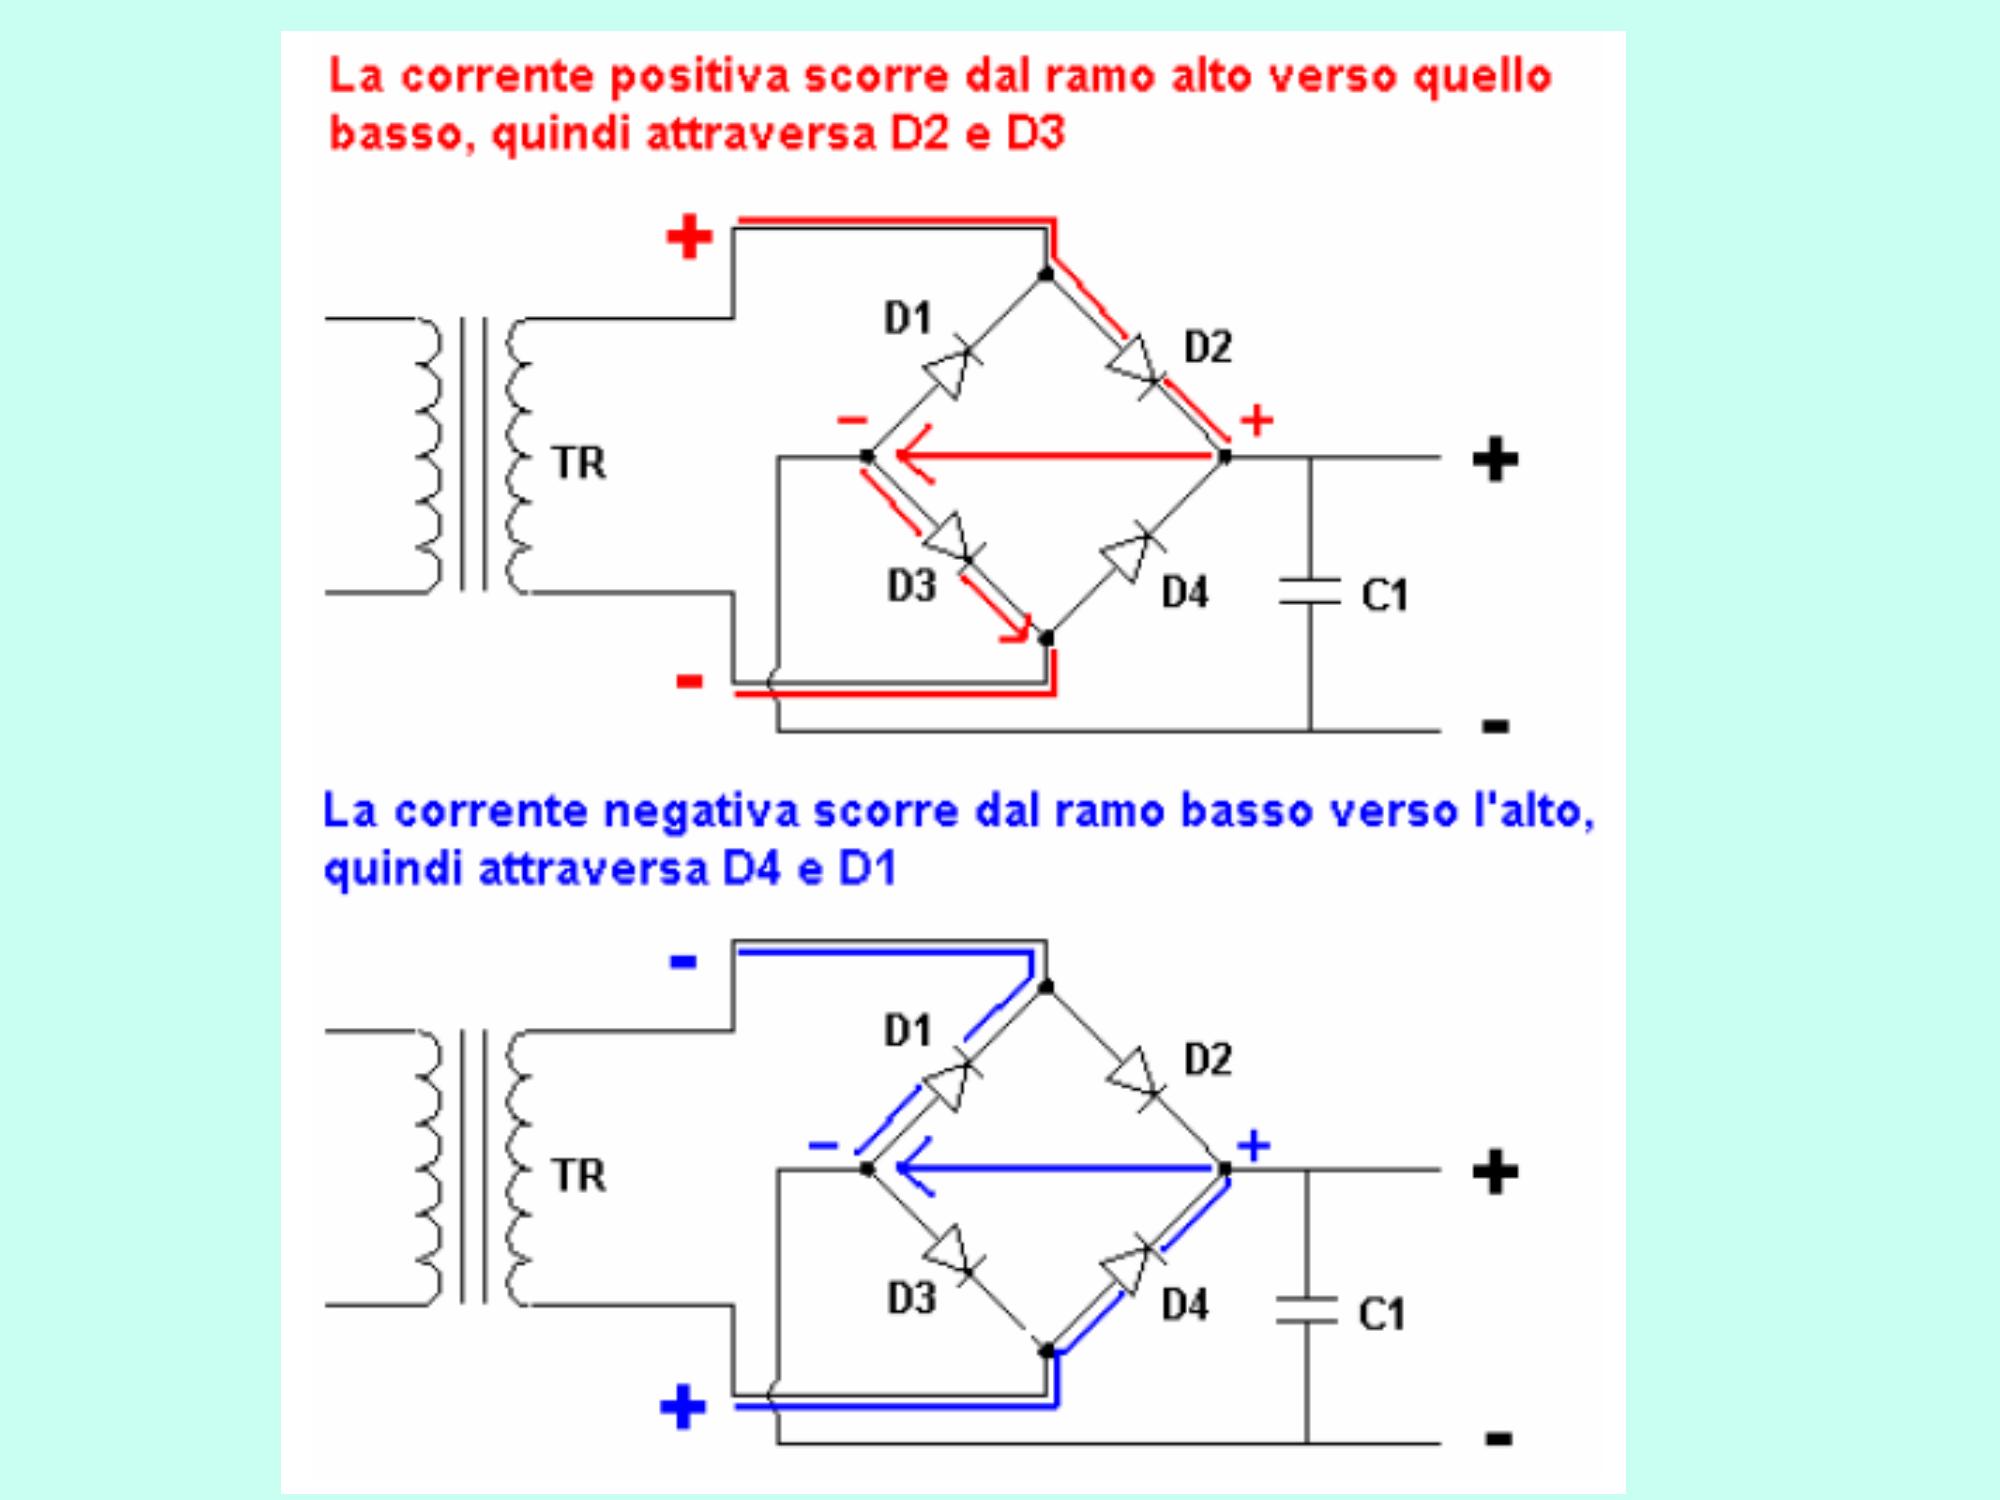 La corrente positiva scorre dal ramo alto verso quello
basso, quindi attraversa D2 e D3
+
D1
D2
-
+
TR
+
D3
D4
C1
-
-
La corrente negativa scorre dal ramo basso verso l'alto,
quindi attraversa D4 e D1
-
D1
D2
-
+
TR
+
D3
D4
C1
+
-